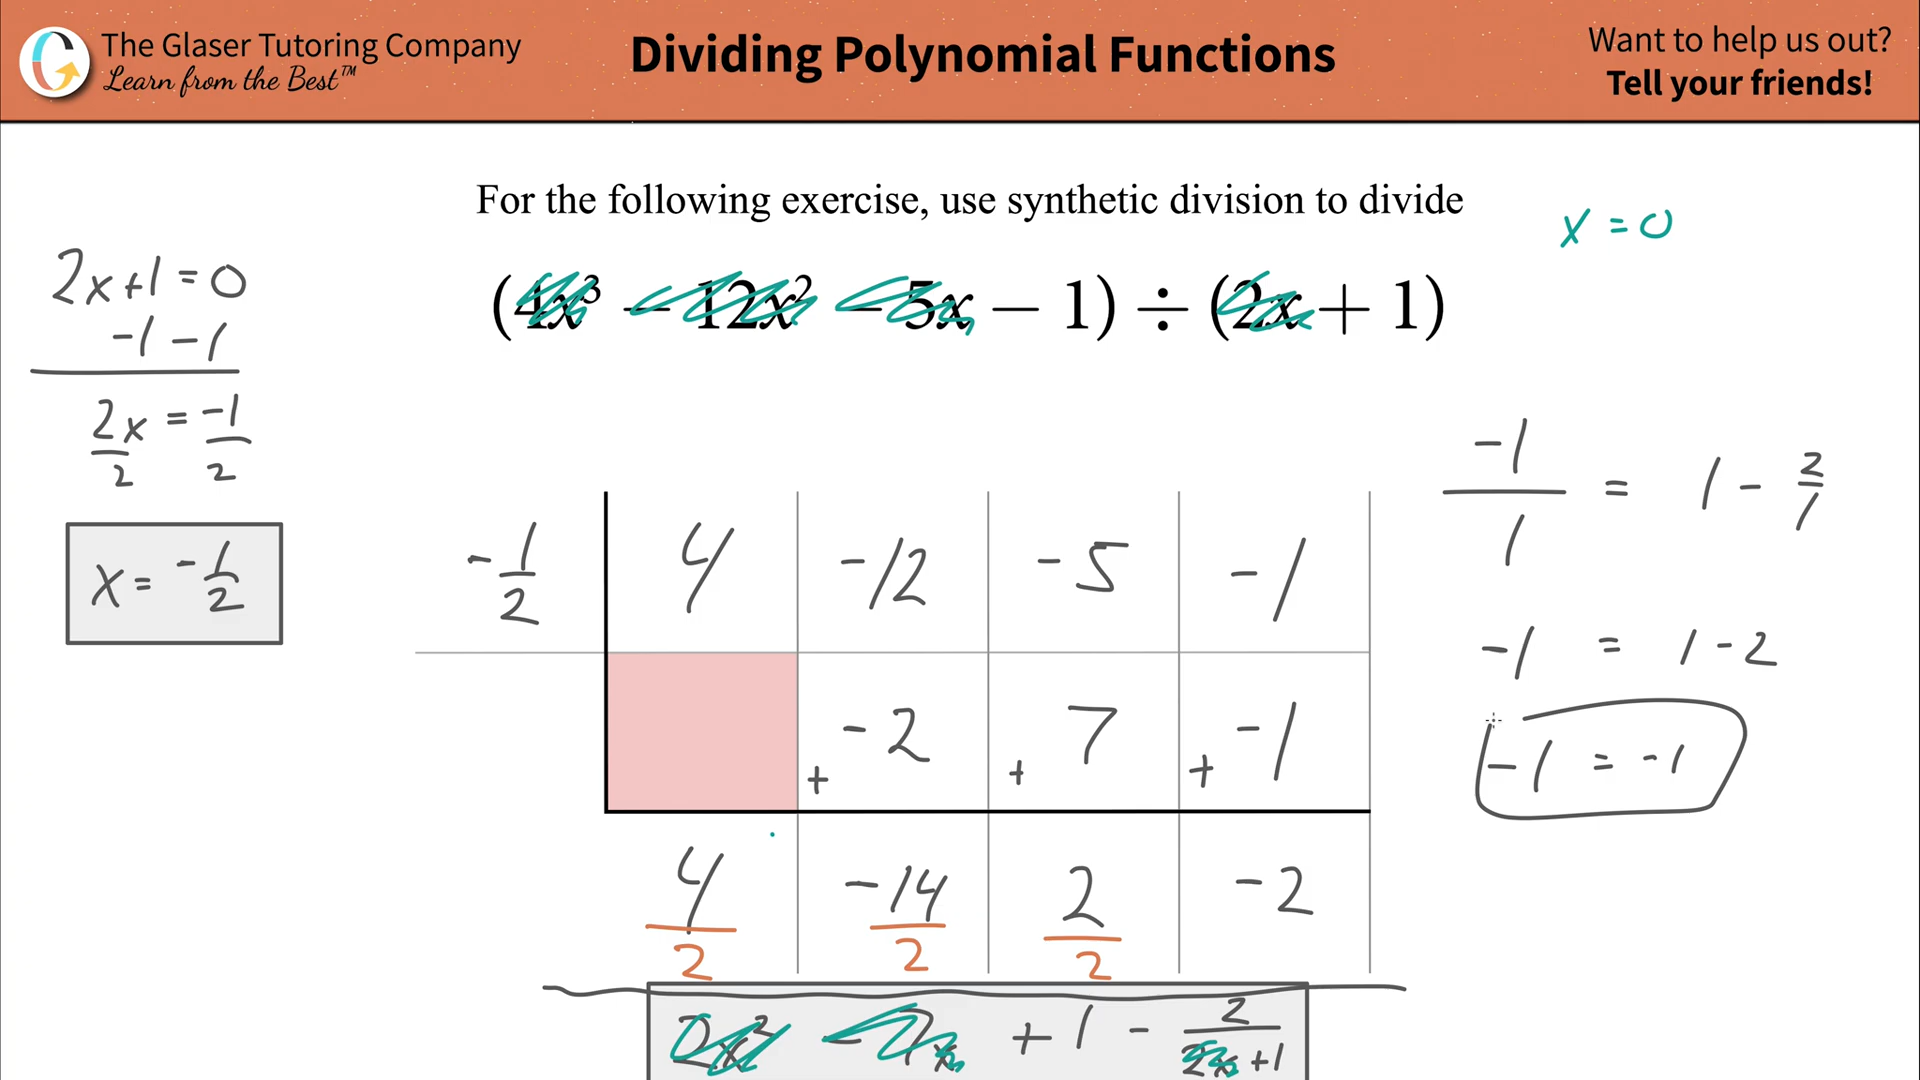 The Glaser Tutoring Company
Learn from the Best™
Dividing Polynomial Functions
Want to help us out?
Tell your friends!
For the following exercise, use synthetic division to divide
x = 0
(4x³ − 12x² − 5x − 1) ÷ (2x + 1)
2x+1 = 0
-1 -1
2x = -1
2 2
x = -1/2
-1/2 4 -12 -5 -1
+ -2 + 7 + -1
4/2 -14/2 2/2 -2
2x² - 7x + 1 - 2/(2x+1)
-1/1 = 1 - 2/1
-1 = 1 - 2
-1 = -1